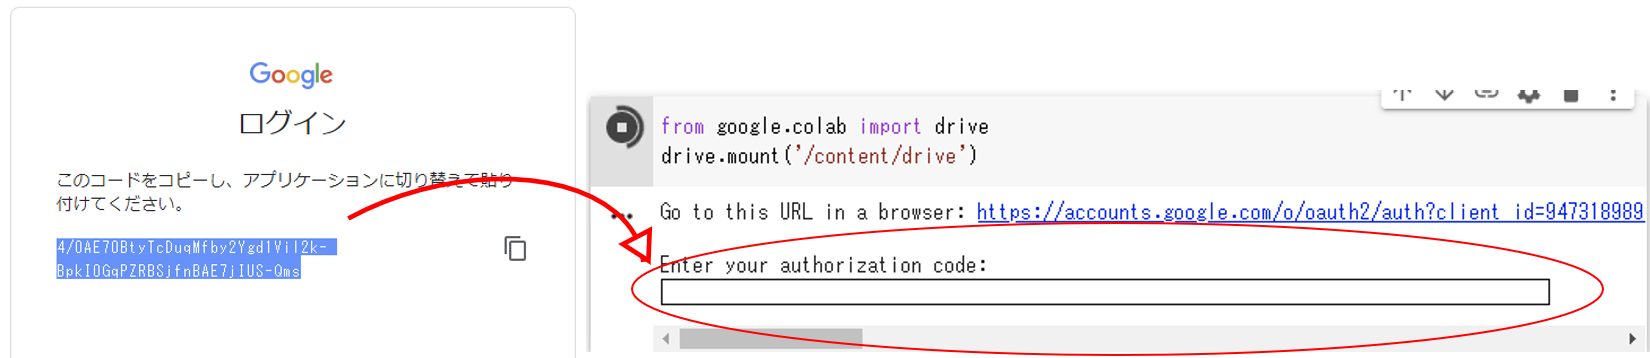 Google
ログイン
このコードをコピーし、アプリケーションに切り替えて貼り
付けてください。
4/0AE70BtyTcDuqMfby2Ygd1Vil2k-
BpkI0GqPZRBSjfnBAE7jIUS-Qms
from google.colab import drive
drive.mount('/content/drive')
Go to this URL in a browser: https://accounts.google.com/o/oauth2/auth?client_id=947318989
Enter your authorization code: